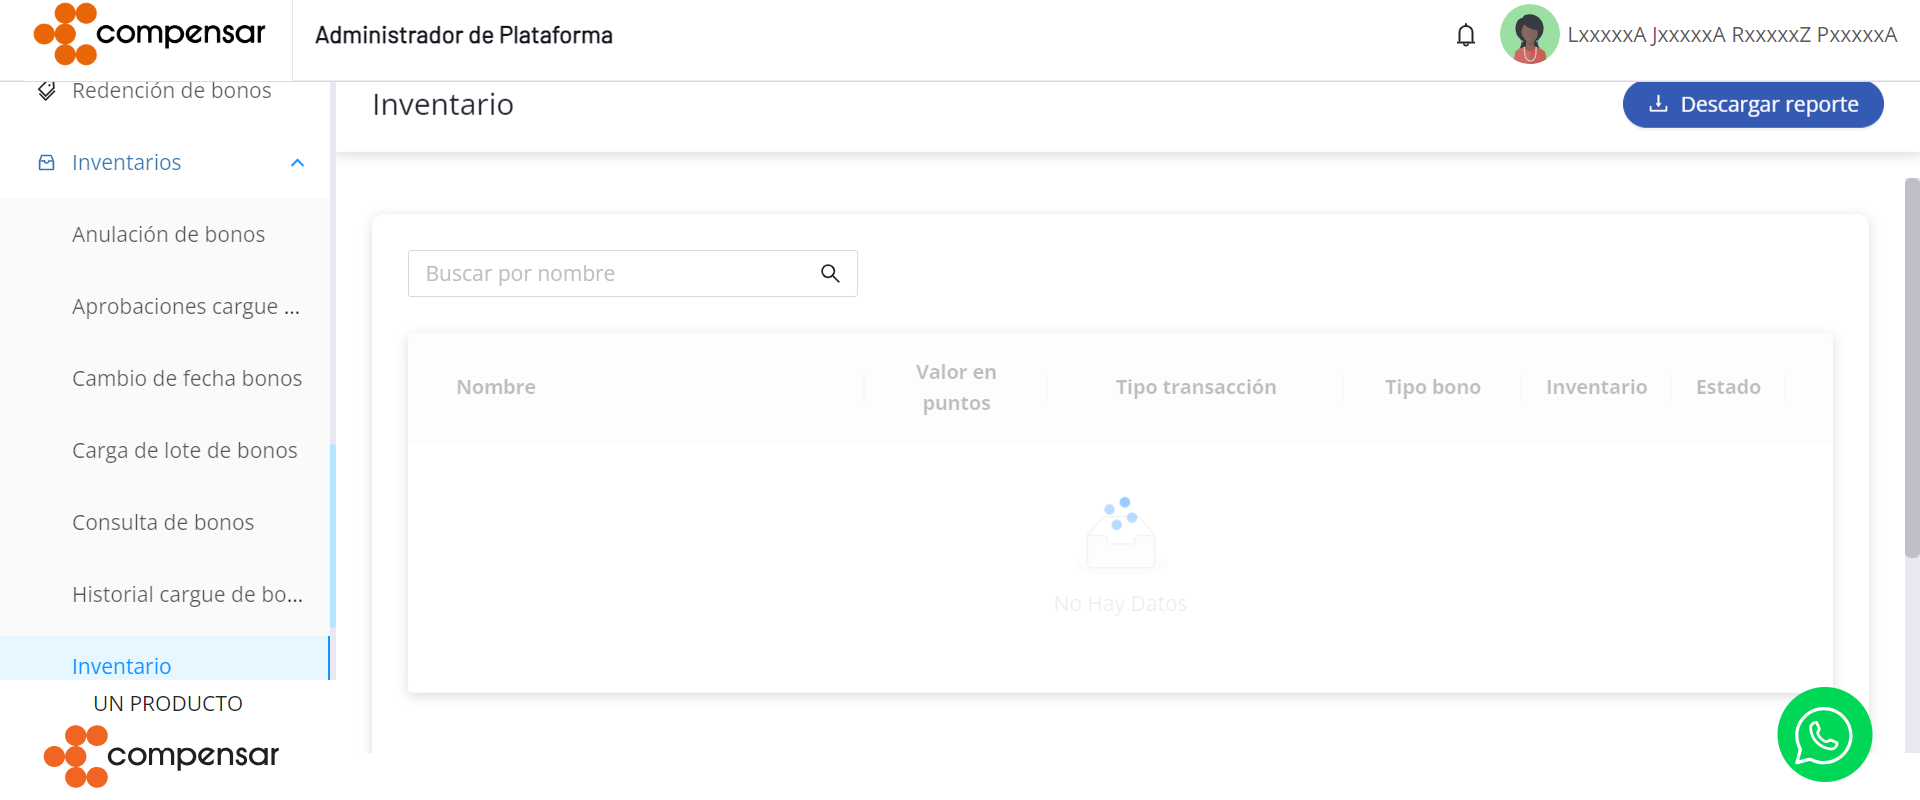 compensar
Administrador de Plataforma
LxxxxxA JxxxxxA RxxxxxZ PxxxxxA
Redención de bonos
Inventarios
Anulación de bonos
Aprobaciones cargue ...
Cambio de fecha bonos
Carga de lote de bonos
Consulta de bonos
Historial cargue de bo...
Inventario
UN PRODUCTO
compensar
Inventario
Descargar reporte
Buscar por nombre
Nombre
Valor en
puntos
Tipo transacción
Tipo bono
Inventario
Estado
No Hay Datos